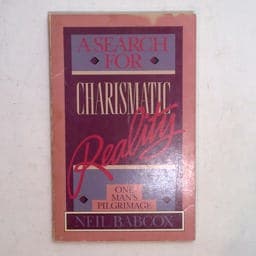 A SEARCH
FOR
CHARISMATIC
Reality
ONE
MAN'S
PILGRIMAGE
NEIL BABCOX